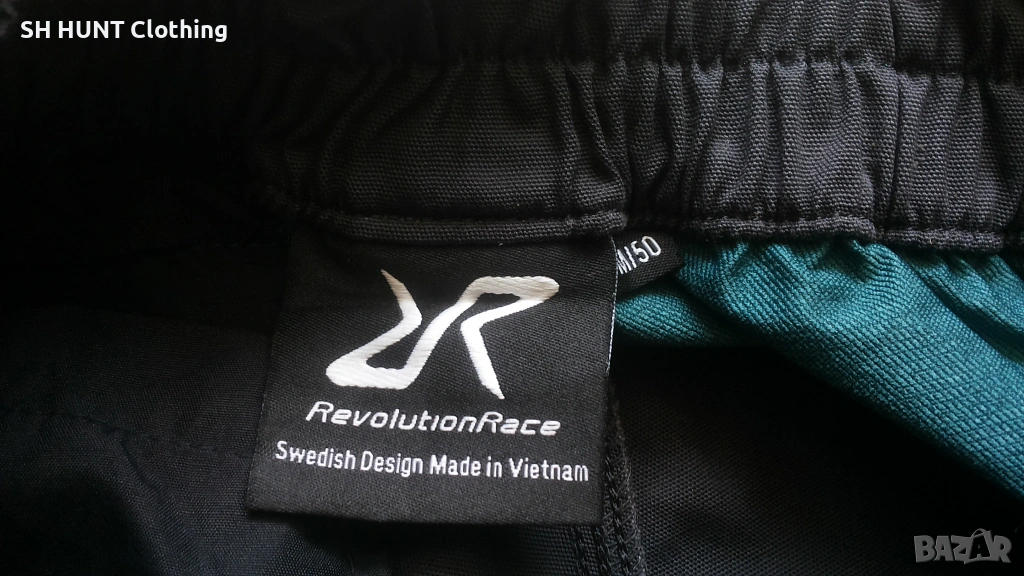 SH HUNT Clothing
M/50
RevolutionRace
Swedish Design Made in Vietnam
BAZAR